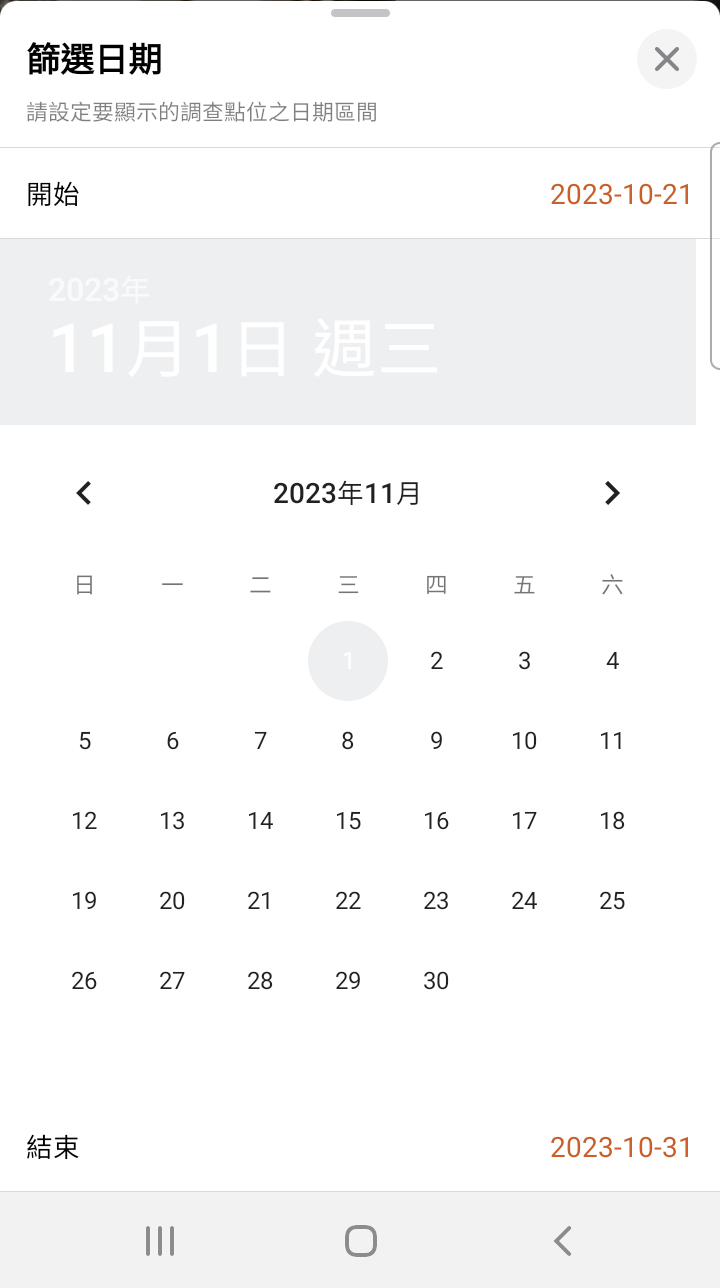 篩選日期
請設定要顯示的調查點位之日期區間
開始 2023-10-21
2023年
11月1日 週三
2023年11月
日 一 二 三 四 五 六
1 2 3 4
5 6 7 8 9 10 11
12 13 14 15 16 17 18
19 20 21 22 23 24 25
26 27 28 29 30
結束 2023-10-31